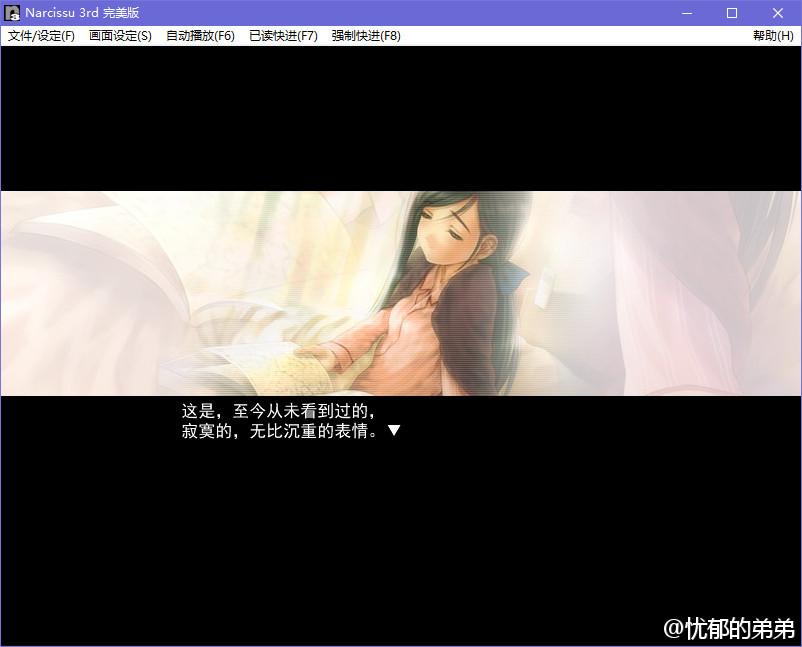 Narcissu 3rd 完美版
文件/设定(F) 画面设定(S) 自动播放(F6) 已读快进(F7) 强制快进(F8) 帮助(H)
这是，至今从未看到过的，
寂寞的，无比沉重的表情。▼
@忧郁的弟弟